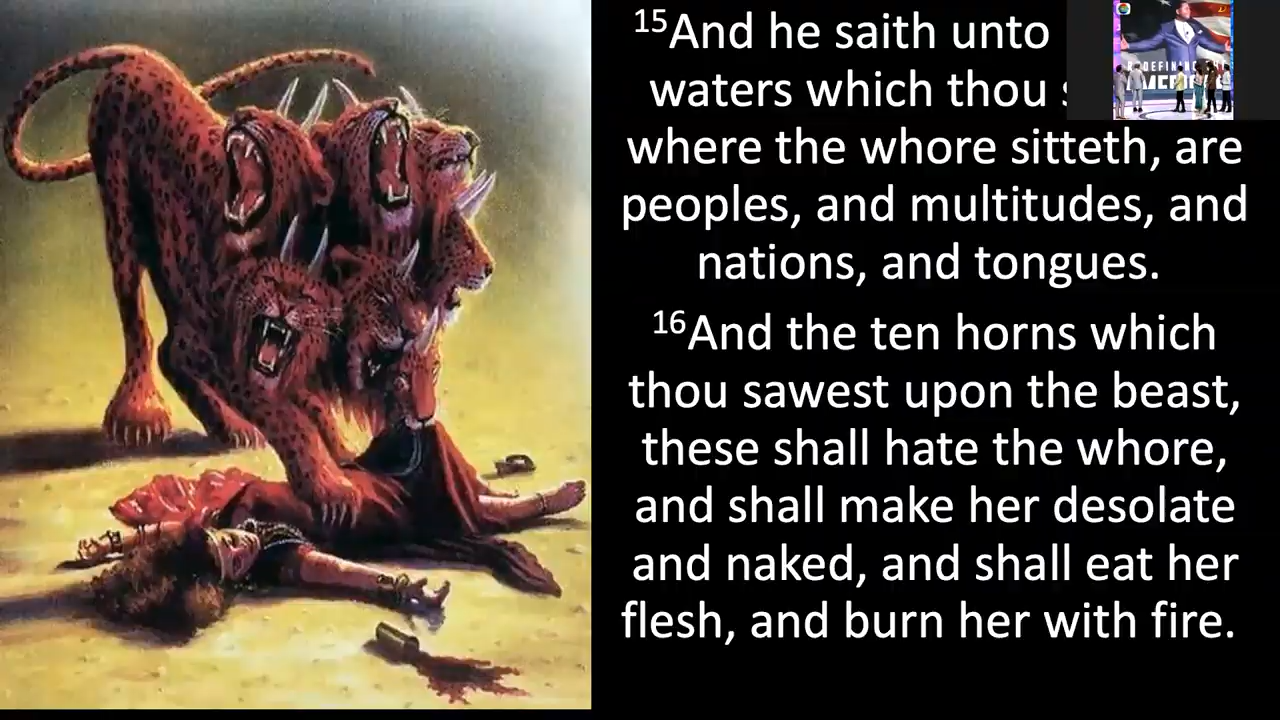 15And he saith unto
waters which thou
where the whore sitteth, are
peoples, and multitudes, and
nations, and tongues.
16And the ten horns which
thou sawest upon the beast,
these shall hate the whore,
and shall make her desolate
and naked, and shall eat her
flesh, and burn her with fire.